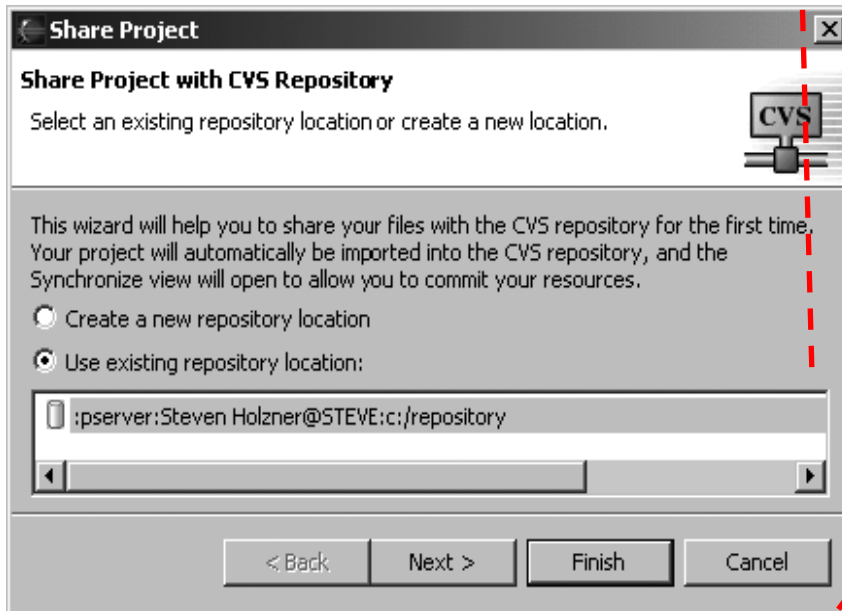 Share Project
Share Project with CVS Repository
Select an existing repository location or create a new location.
CVS
This wizard will help you to share your files with the CVS repository for the first time.
Your project will automatically be imported into the CVS repository, and the
Synchronize view will open to allow you to commit your resources.
Create a new repository location
Use existing repository location:
:pserver:Steven Holzner@STEVE:c:/repository
< Back Next > Finish Cancel